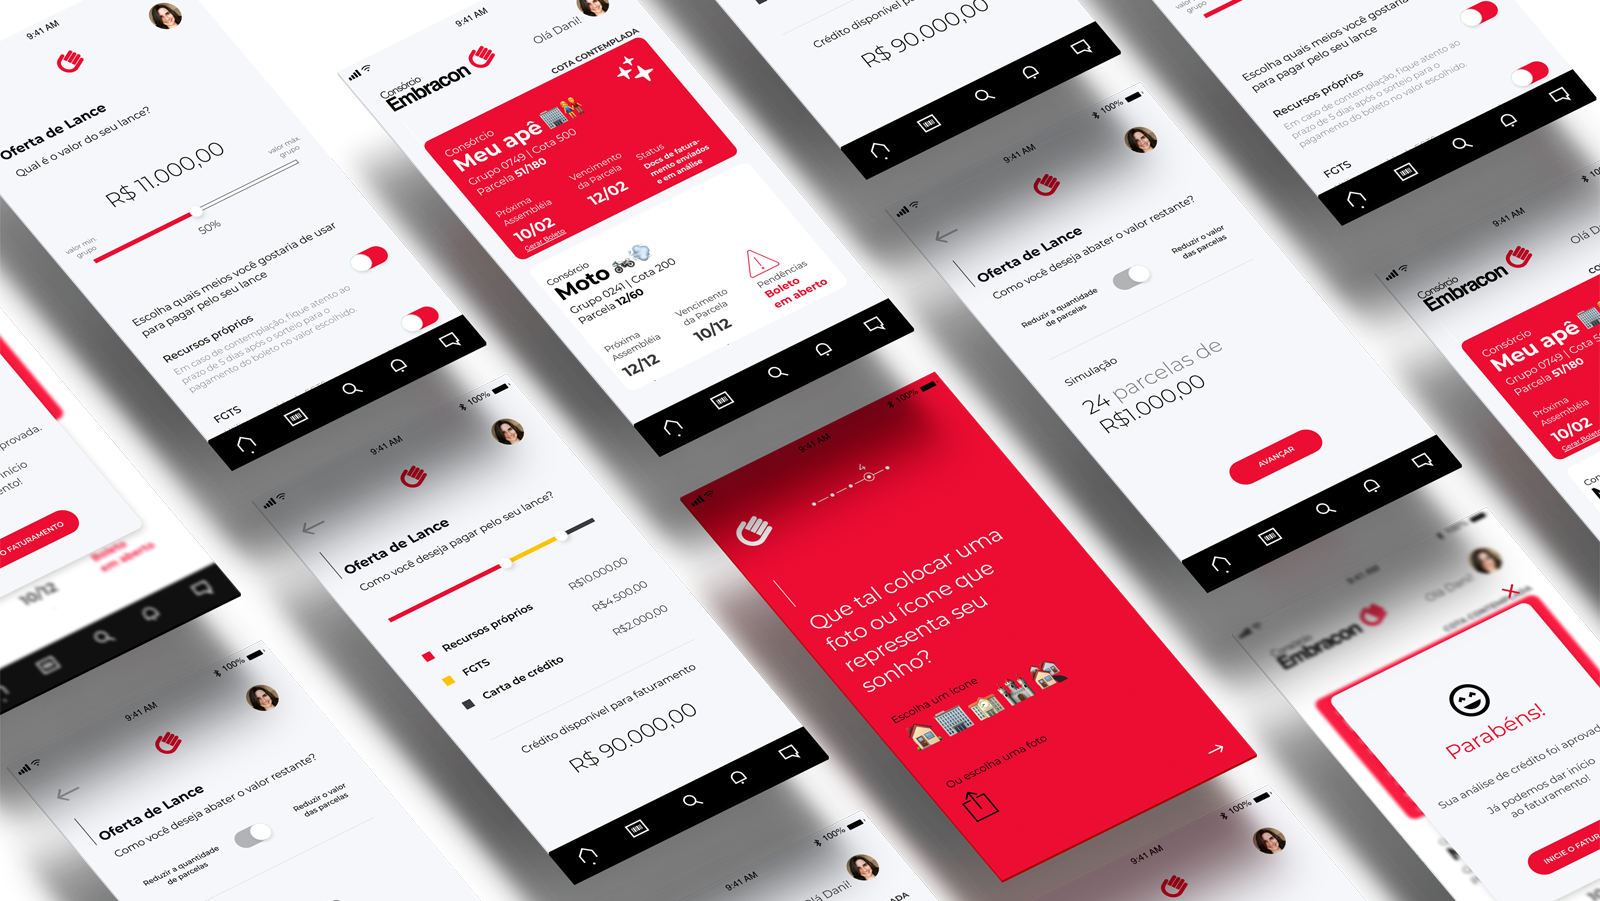 9:41 AM
Oferta de Lance
Qual é o valor do seu lance?
R$ 11.000,00
valor min.
grupo
valor máx.
grupo
50%
Escolha quais meios você gostaria de usar
para pagar pelo seu lance
Recursos próprios
Em caso de contemplação, fique atento ao
prazo de 5 dias após o sorteio para o
pagamento do boleto no valor escolhido.
FGTS
9:41 AM
Olá Dani!
Consórcio
Embracon
COTA CONTEMPLADA
Consórcio
Meu apê
Grupo 0749 | Cota 500
Parcela 51/180
Próxima
Assembléia
10/02
Gerar Boleto
Vencimento
da Parcela
12/02
Status
Docs de fatura-
mento enviados
e em análise
Consórcio
Moto
Grupo 0241 | Cota 200
Parcela 12/60
Próxima
Assembléia
12/12
Vencimento
da Parcela
10/12
Pendências
Boleto
em aberto
Crédito disponível para
R$ 90.000,00
100%
9:41 AM
Oferta de Lance
Como você deseja abater o valor restante?
Reduzir a quantidade
de parcelas
Reduzir o valor
das parcelas
Simulação
24 parcelas de
R$1.000,00
AVANÇAR
valor
grupo
Escolha quais meios você gostaria
para pagar pelo seu lance
Recursos próprios
Em caso de contemplação, fique atento ao
prazo de 5 dias após o sorteio para o
pagamento do boleto no valor escolhido.
FGTS
9:41 AM
Olá
Consórcio
Embracon
Consórcio
Meu apê
Grupo 0749 | Cota
Parcela 51/180
Próxima
Assembléia
10/02
Gerar Boleto
provada.
início
nto!
O FATURAMENTO
Boleto
em aberto
10/12
100%
9:41 AM
Oferta de Lance
Como você deseja pagar pelo seu lance?
Recursos próprios
R$10.000,00
FGTS
R$4.500,00
Carta de crédito
R$2.000,00
Crédito disponível para faturamento
R$ 90.000,00
100%
9:41 AM
4
Que tal colocar uma
foto ou ícone que
representa seu
sonho?
Escolha um ícone
Ou escolha uma foto
100%
9:41 AM
Olá Dani!
Embracon
COTA CONTEMPLADA
Parabéns!
Sua análise de crédito foi aprovad
Já podemos dar início
ao faturamento!
INICIE O FATUR
100%
9:41 AM
Oferta de Lance
Como você deseja abater o valor restante?
Reduzir a quantidade
de parcelas
Reduzir o valor
das parcelas
100%
9:41 AM
Olá Dani!
100%
9:41 AM